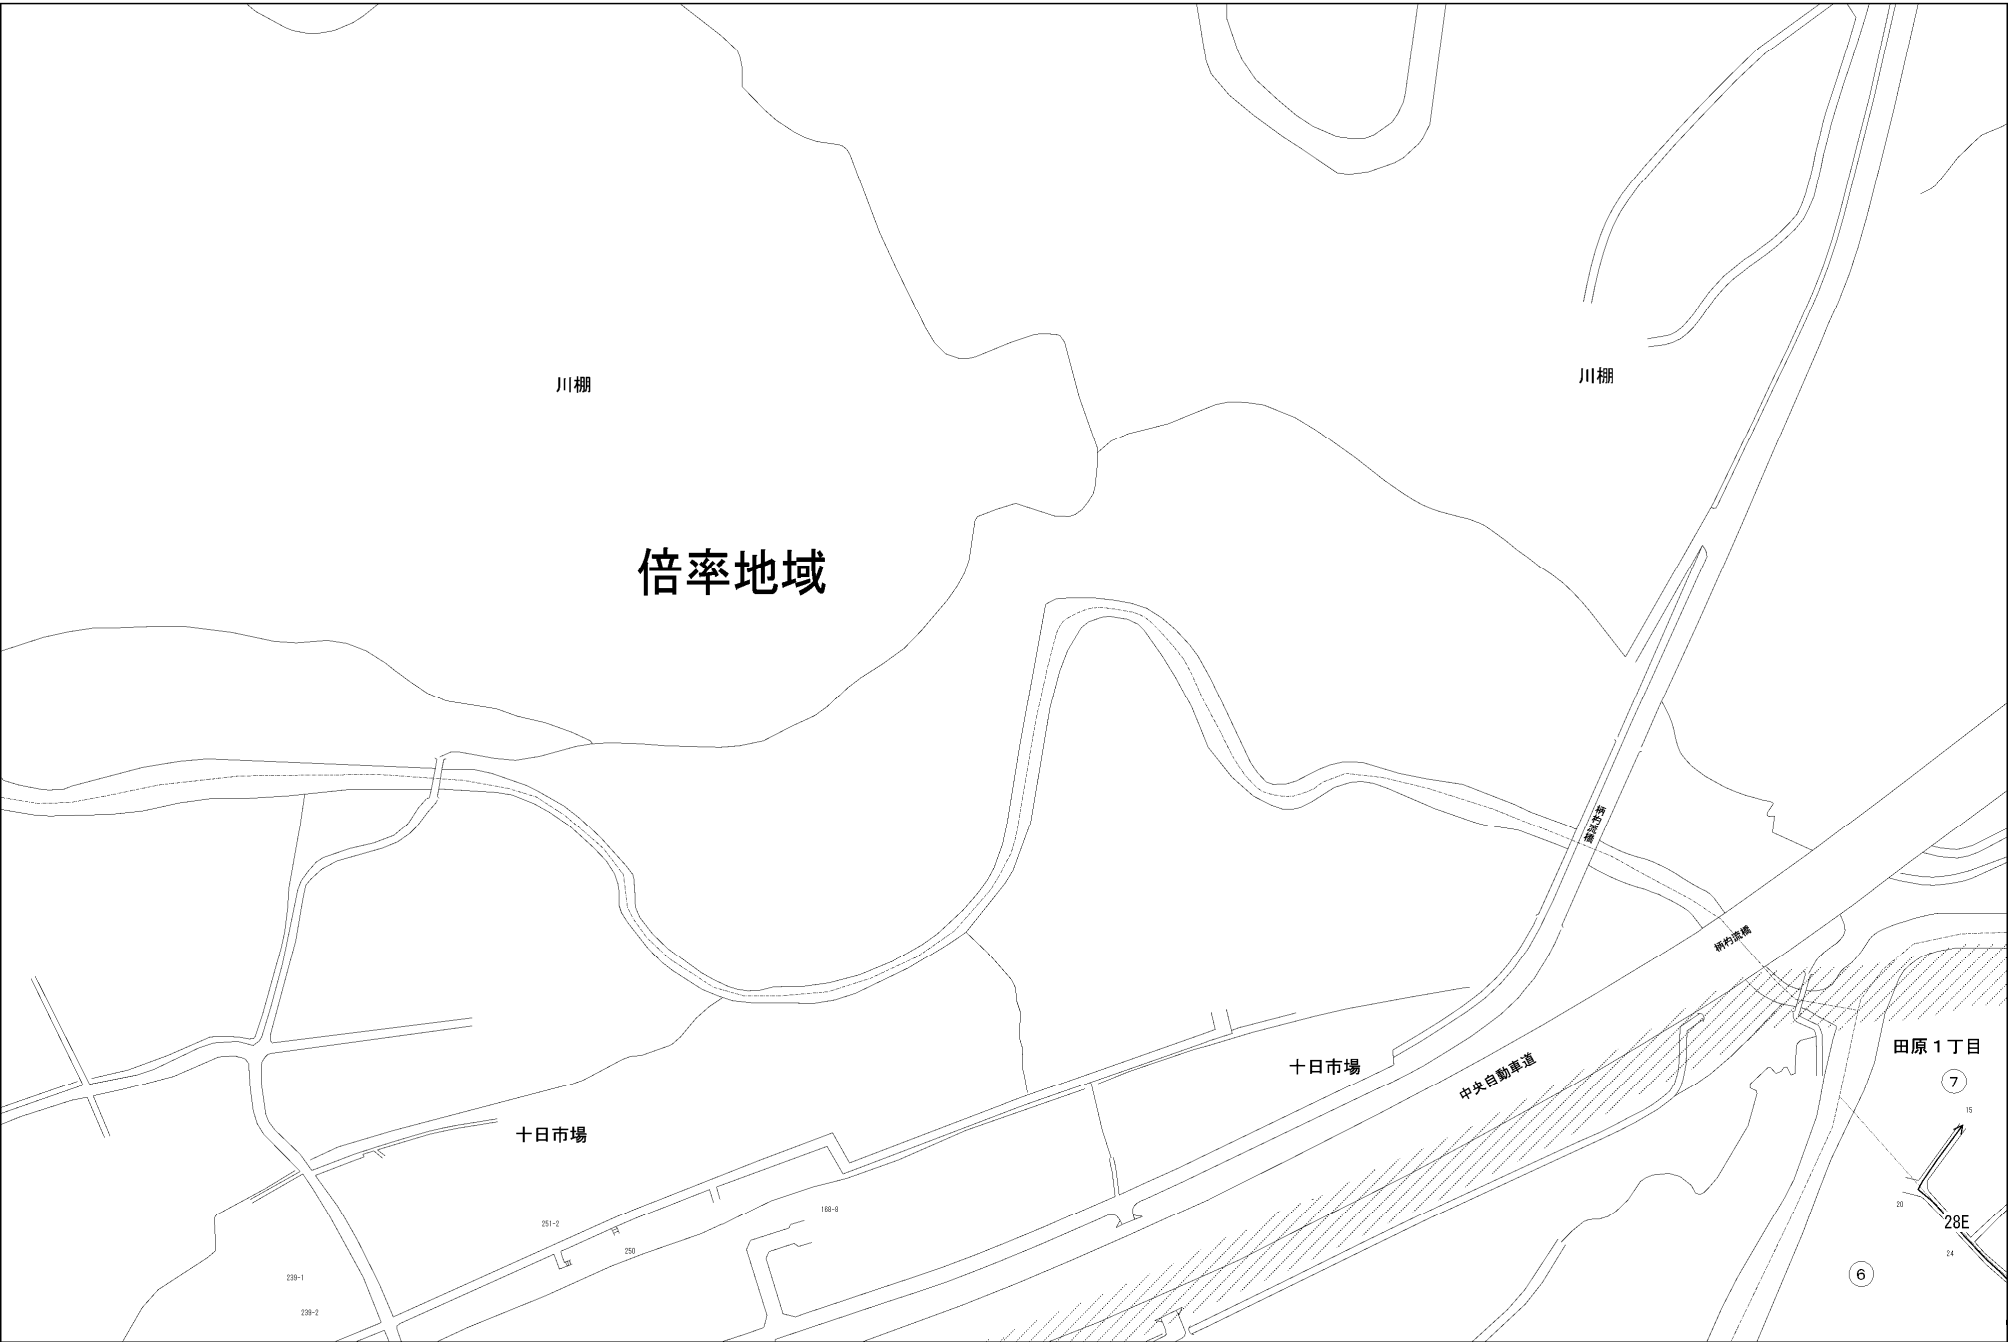 川棚
川棚
倍率地域
柄杓流橋
柄杓流橋
田原1丁目
⑦
十日市場
中央自動車道
15
十日市場
20
28E
24
⑥
168-8
251-2
250
239-1
239-2